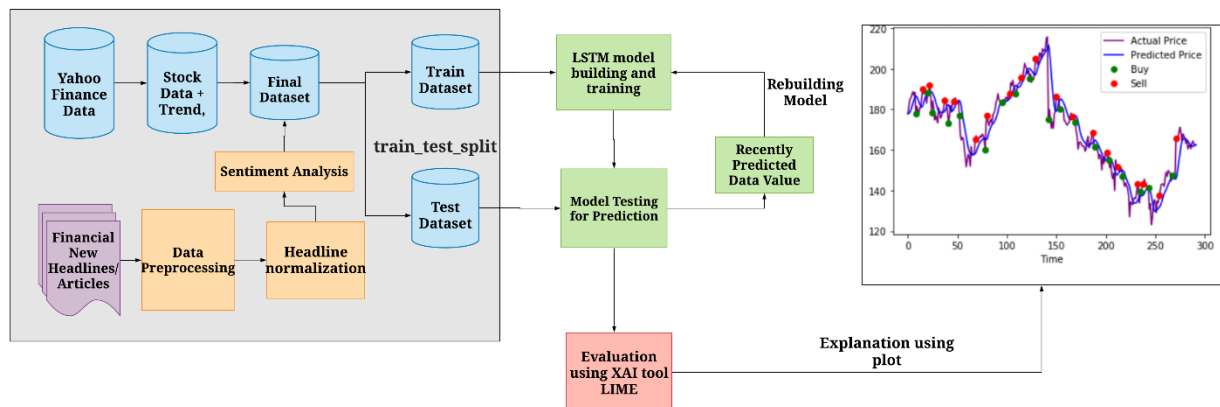 Yahoo
Finance
Data
Stock
Data +
Trend,
Final
Dataset
Train
Dataset
train_test_split
Test
Dataset
Sentiment Analysis
Financial
New
Headlines/
Articles
Data
Preprocessing
Headline
normalization
LSTM model
building and
training
Rebuilding
Model
Recently
Predicted
Data Value
Model Testing
for Prediction
Evaluation
using XAI tool
LIME
Explanation using
plot
Actual Price
Predicted Price
Buy
Sell
220
200
180
160
140
120
0 50 100 150 200 250 300
Time